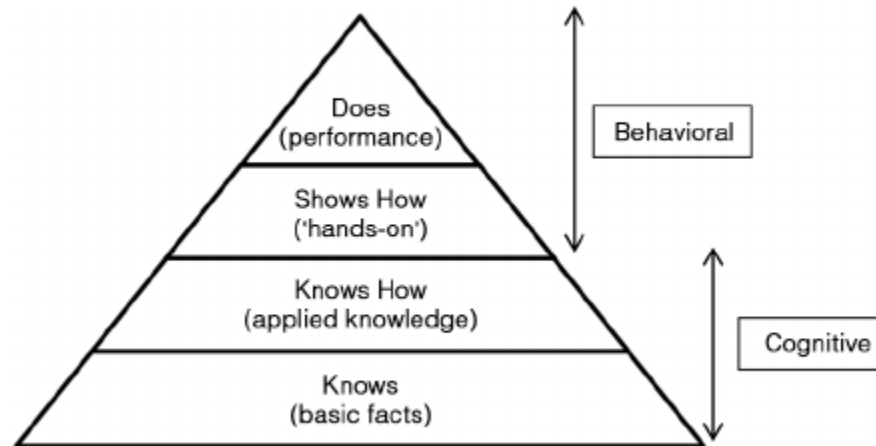 Does
(performance)
Behavioral
Shows How
('hands-on')
Knows How
(applied knowledge)
Cognitive
Knows
(basic facts)